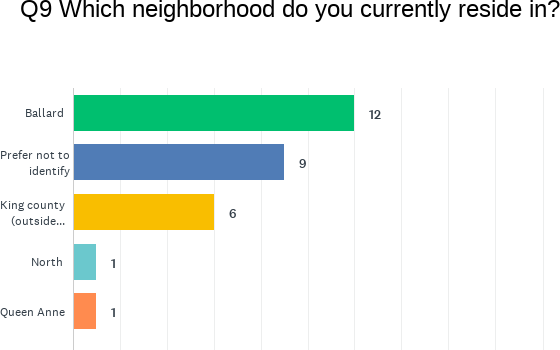 Q9 Which neighborhood do you currently reside in?
Ballard
12
Prefer not to
identify
9
King county
(outside...
6
North
1
Queen Anne
1